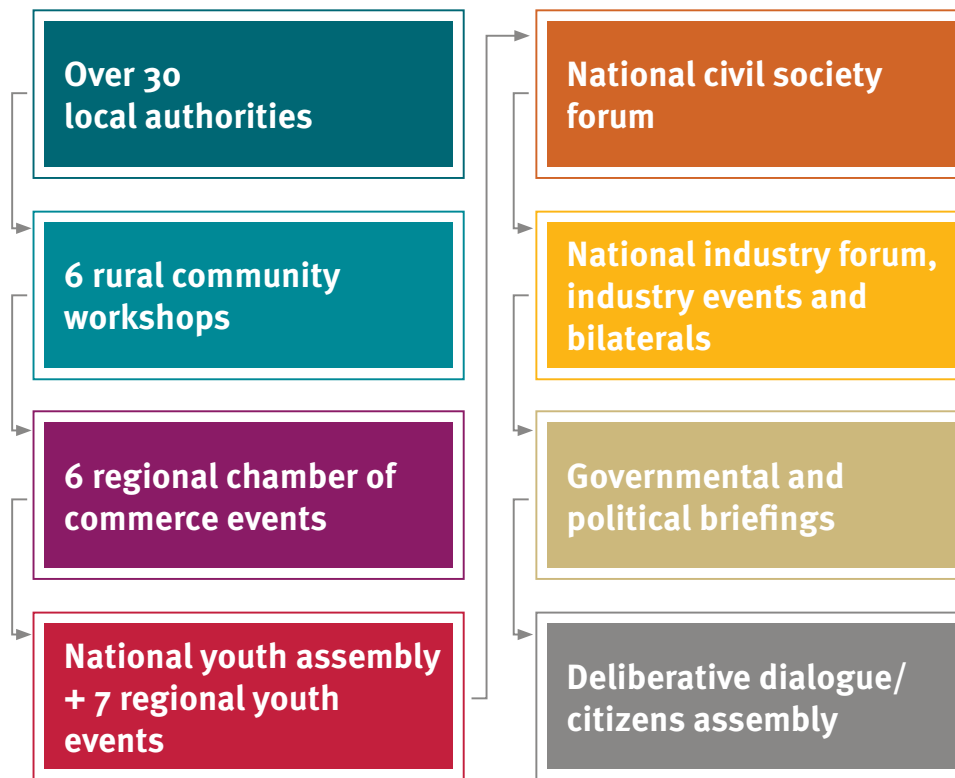 Over 30
local authorities
6 rural community
workshops
6 regional chamber of
commerce events
National youth assembly
+ 7 regional youth
events
National civil society
forum
National industry forum,
industry events and
bilaterals
Governmental and
political briefings
Deliberative dialogue/
citizens assembly